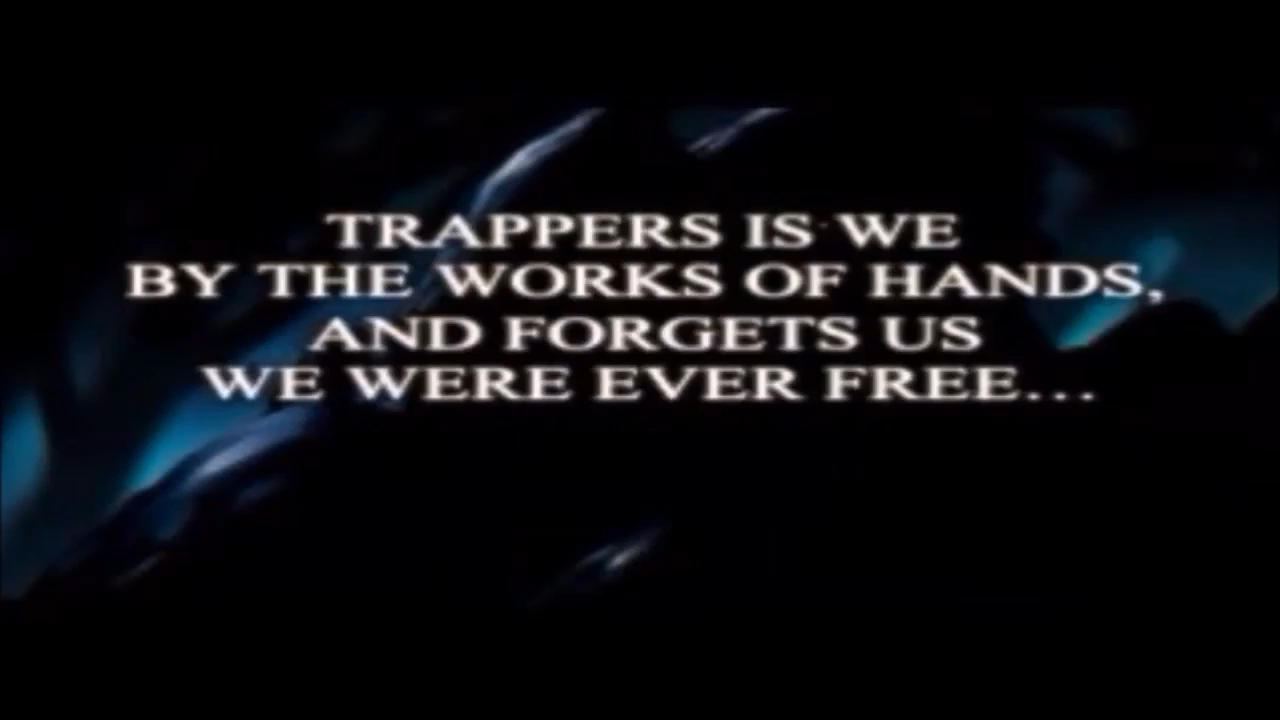 TRAPPERS IS WE
BY THE WORKS OF HANDS,
AND FORGETS US
WE WERE EVER FREE...